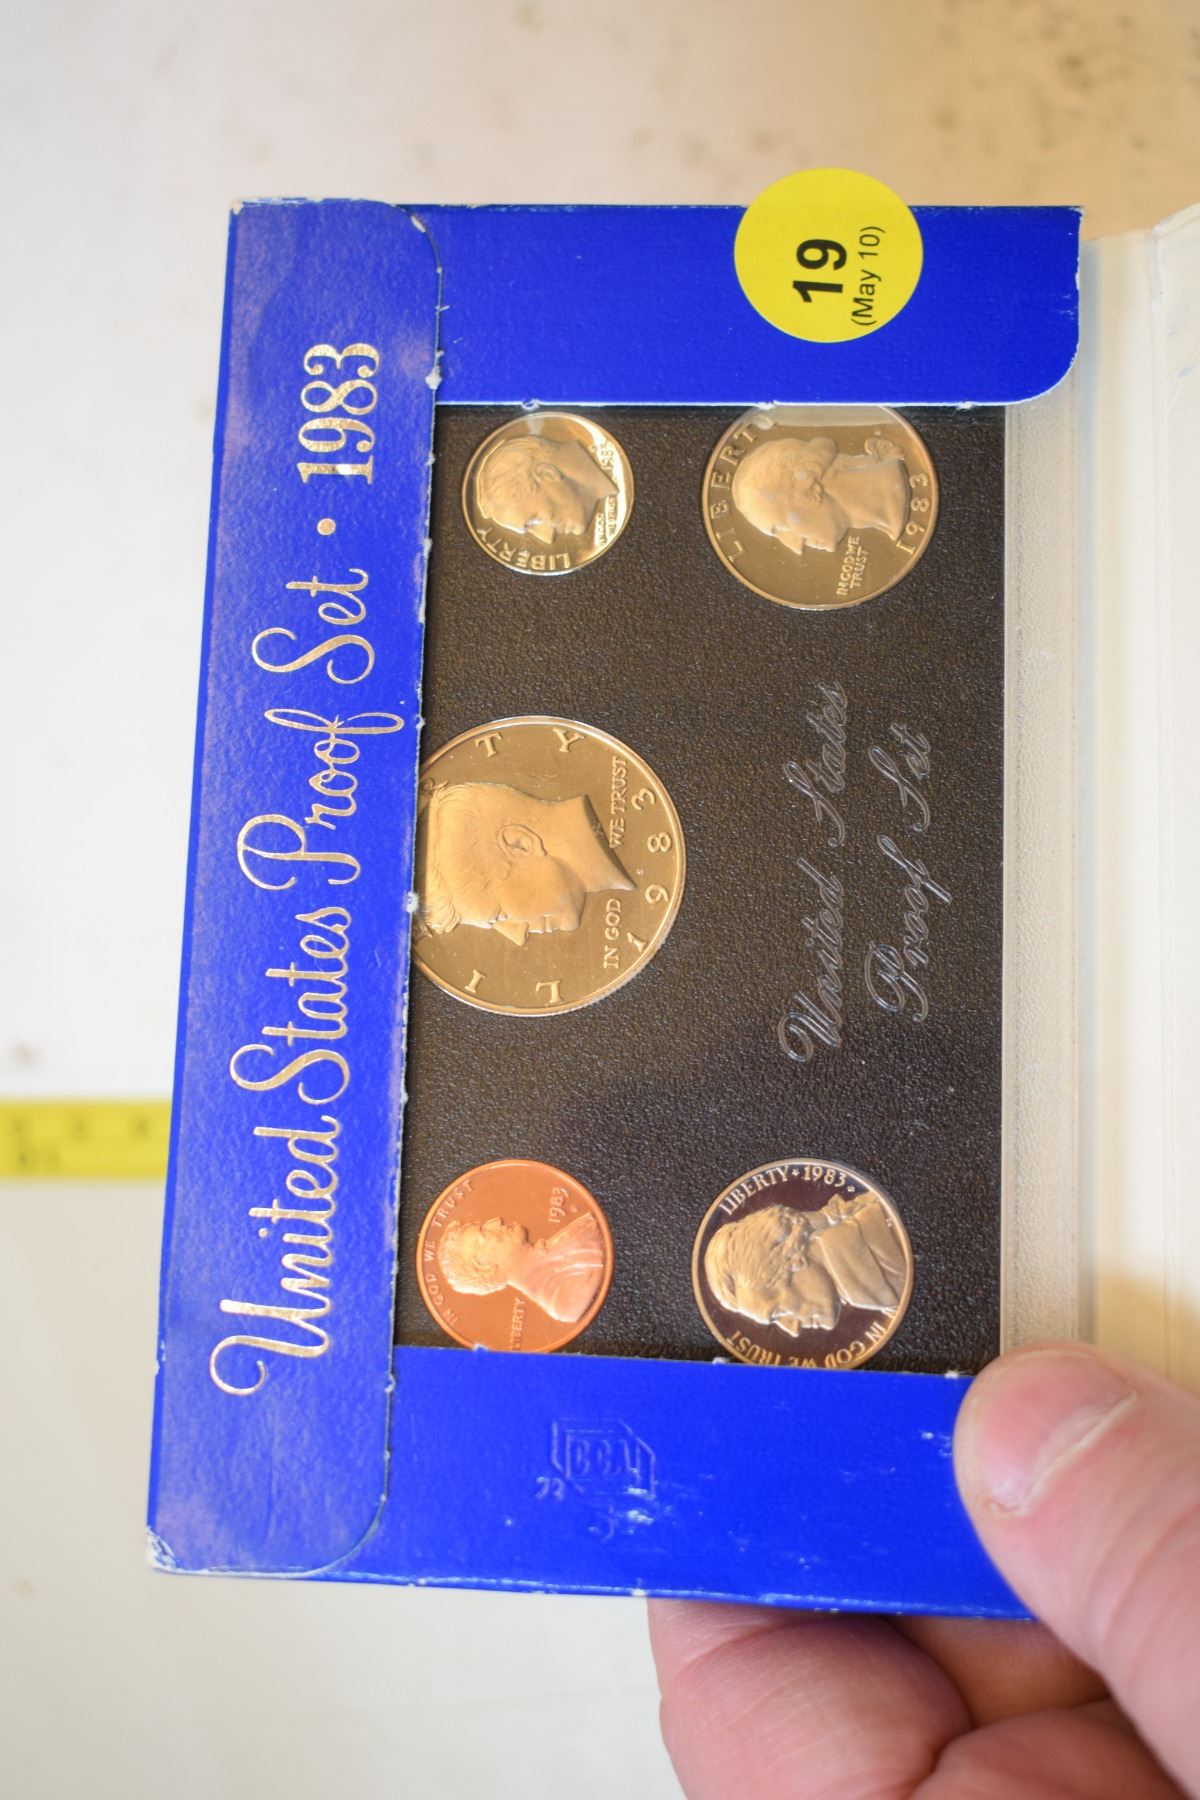 United States Proof Set • 1983
19
(May 10)
LIBERTY
IN GOD
WE TRUST
1983
LIBERTY
IN GOD WE
TRUST
1983
L I T Y
IN GOD WE TRUST
1983
United States
Proof Set
IN GOD WE TRUST
LIBERTY
1983
LIBERTY 1983
IN GOD WE TRUST